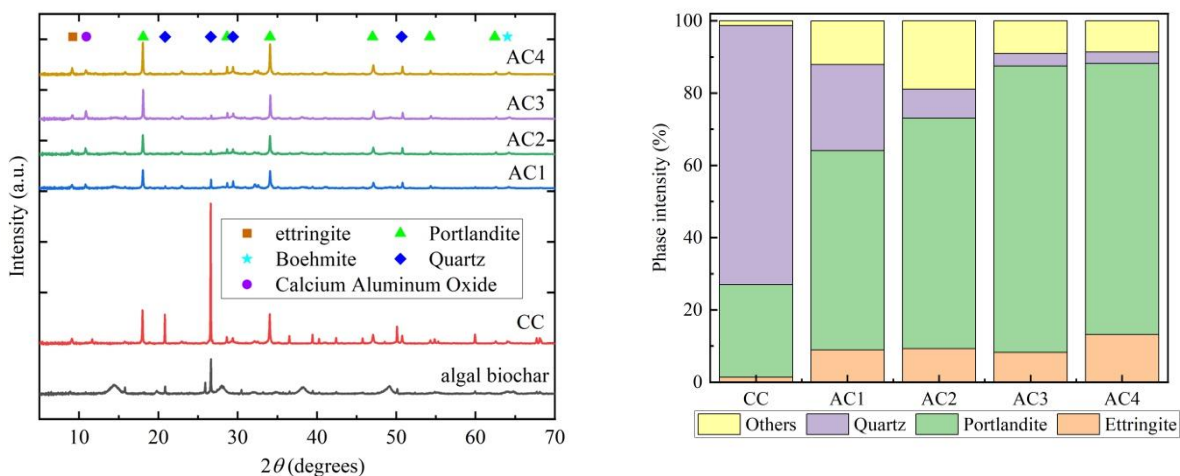 AC4
AC3
AC2
AC1
ettringite
Portlandite
Boehmite
Quartz
Calcium Aluminum Oxide
CC
algal biochar
Intensity (a.u.)
10 20 30 40 50 60 70
2θ (degrees)
100
80
60
40
20
0
Phase intensity (%)
CC AC1 AC2 AC3 AC4
Others Quartz Portlandite Ettringite